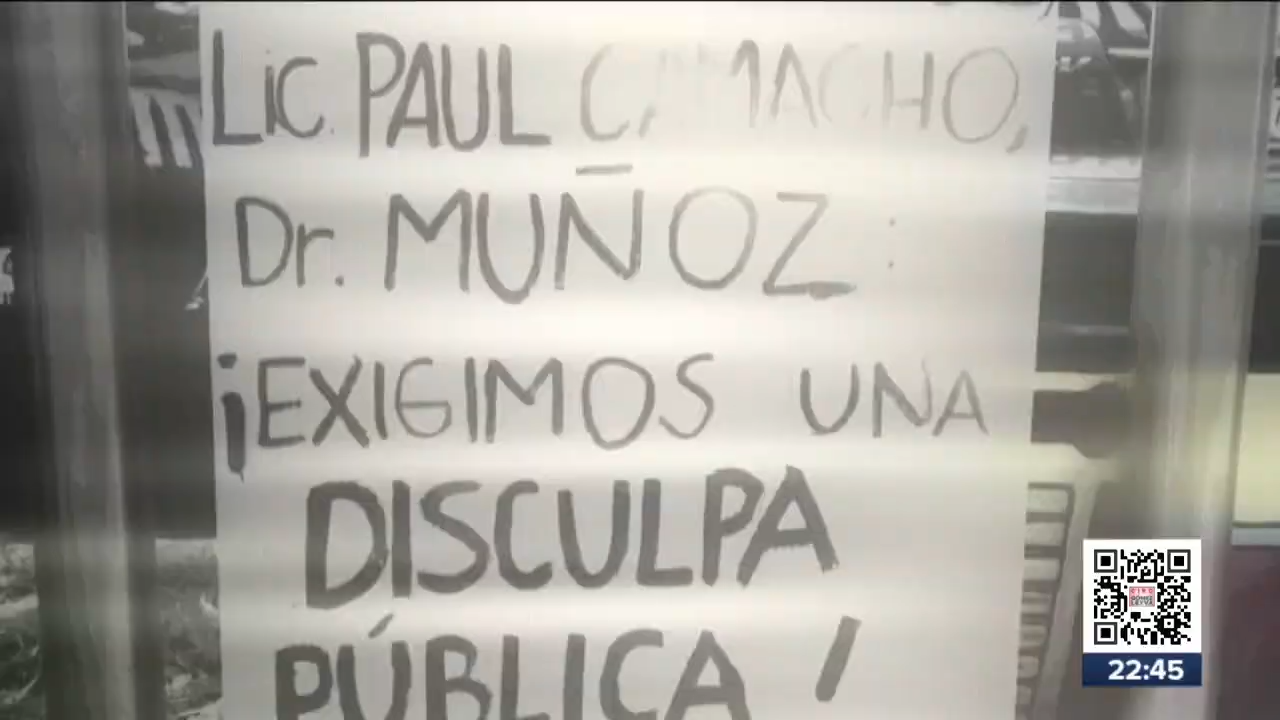 Lic. PAUL CAMACHO,
Dr. MUÑOZ :
¡EXIGIMOS UNA
DISCULPA
PÚBLICA!
22:45